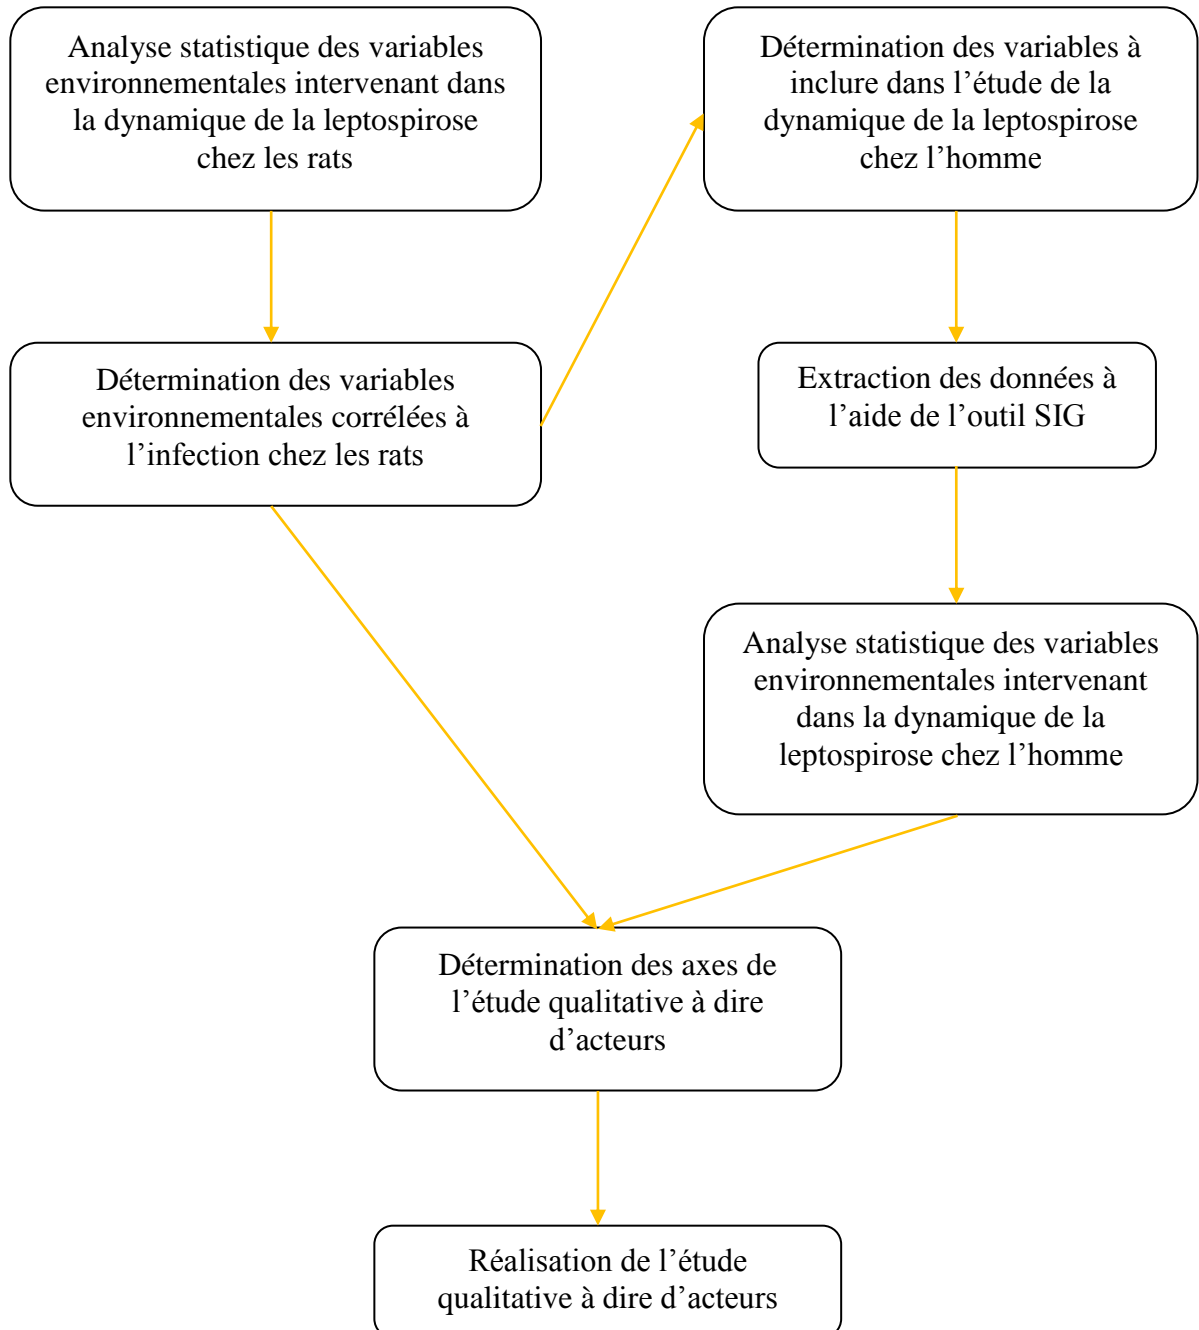 Analyse statistique des variables
environnementales intervenant dans
la dynamique de la leptospirose
chez les rats
Détermination des variables
environnementales corrélées à
l’infection chez les rats
Détermination des variables à
inclure dans l’étude de la
dynamique de la leptospirose
chez l’homme
Extraction des données à
l’aide de l’outil SIG
Analyse statistique des variables
environnementales intervenant
dans la dynamique de la
leptospirose chez l’homme
Détermination des axes de
l’étude qualitative à dire
d’acteurs
Réalisation de l’étude
qualitative à dire d’acteurs